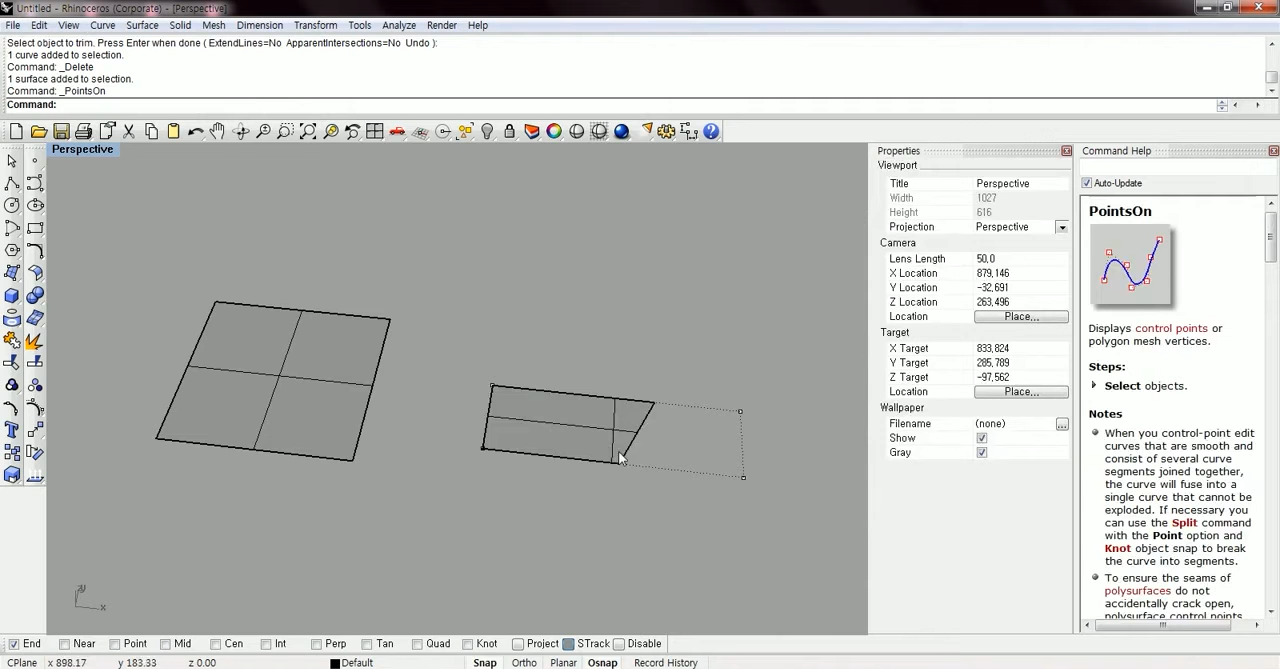 Untitled - Rhinoceros (Corporate) - [Perspective]
File Edit View Curve Surface Solid Mesh Dimension Transform Tools Analyze Render Help
Select object to trim. Press Enter when done ( ExtendLines=No ApparentIntersections=No Undo ):
1 curve added to selection.
Command: _Delete
1 surface added to selection.
Command: _PointsOn
Command:
Perspective
y
x
Properties
Viewport
Title Perspective
Width 1027
Height 616
Projection Perspective
Camera
Lens Length 50,0
X Location 879,146
Y Location -32,691
Z Location 263,496
Location Place...
Target
X Target 833,824
Y Target 285,789
Z Target -97,562
Location Place...
Wallpaper
Filename (none) ...
Show
Gray
Command Help
Auto-Update
PointsOn
Displays control points or
polygon mesh vertices.
Steps:
Select objects.
Notes
When you control-point edit
curves that are smooth and
consist of several curve
segments joined together,
the curve will fuse into a
single curve that cannot be
exploded. If necessary you
can use the Split command
with the Point option and
Knot object snap to break
the curve into segments.
To ensure the seams of
polysurfaces do not
accidentally crack open,
End Near Point Mid Cen Int Perp Tan Quad Knot Project STrack Disable
CPlane x 898.17 y 183.33 z 0.00 Default Snap Ortho Planar Osnap Record History